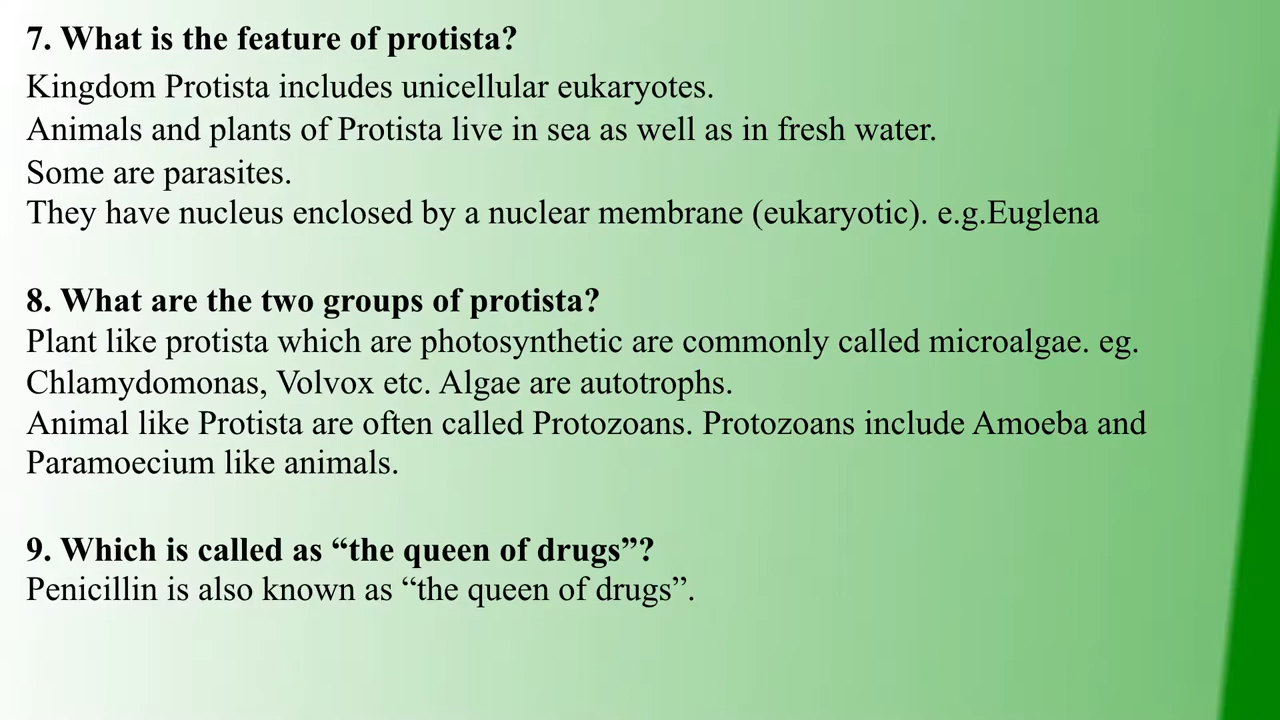 7. What is the feature of protista?
Kingdom Protista includes unicellular eukaryotes.
Animals and plants of Protista live in sea as well as in fresh water.
Some are parasites.
They have nucleus enclosed by a nuclear membrane (eukaryotic). e.g.Euglena
8. What are the two groups of protista?
Plant like protista which are photosynthetic are commonly called microalgae. eg.
Chlamydomonas, Volvox etc. Algae are autotrophs.
Animal like Protista are often called Protozoans. Protozoans include Amoeba and
Paramoecium like animals.
9. Which is called as “the queen of drugs”?
Penicillin is also known as “the queen of drugs”.